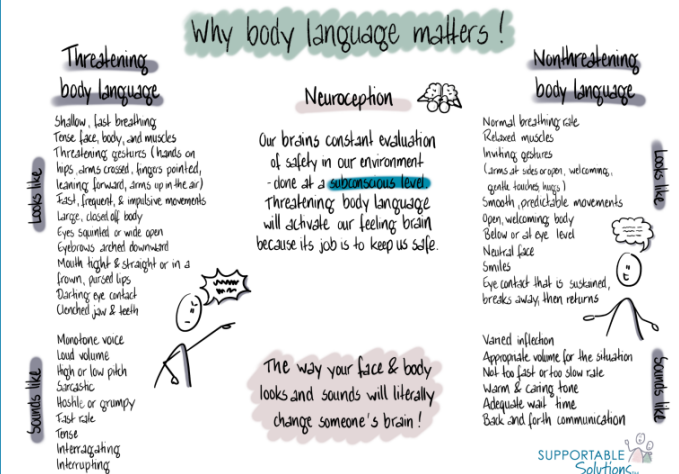 Why body language matters!
Threatening
body language
Looks like
Shallow, fast breathing
Tense face, body, and muscles
Threatening gestures (hands on
hips, arms crossed, fingers pointed,
leaning forward, arms up in the air)
Fast, frequent, & impulsive movements
Large, closed off body
Eyes squinted or wide open
Eyebrows arched downward
Mouth tight & straight or in a
frown, pursed lips
Darting eye contact
Clenched jaw & teeth
Sounds like
Monotone voice
Loud volume
High or low pitch
Sarcastic
Hostile or grumpy
Fast rate
Tense
Interragating
Interrupting
Neuroception
Our brains constant evaluation
of safety in our environment
- done at a subconscious level
Threatening body language
will activate our feeling brain
because its job is to keep us safe.
The way your face & body
looks and sounds will literally
change someone's brain!
Nonthreatening
body language
Looks like
Normal breathing rate
Relaxed muscles
Inviting gestures
(arms at sides or open, welcoming,
gentle touches, hugs)
Smooth, predictable movements
Open, welcoming body
Below or at eye level
Neutral face
Smiles
Eye contact that is sustained,
breaks away, then returns
Sounds like
Varied inflection
Appropriate volume for the situation
Not too fast or too slow rate
Warm & caring tone
Adequate wait time
Back and forth communication
SUPPORTABLE
Solutions